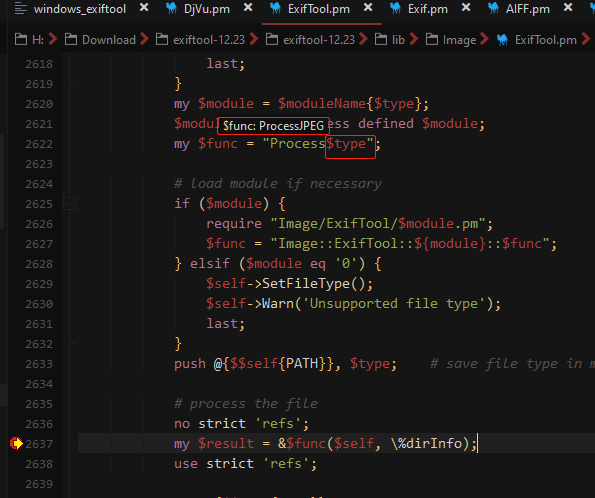 windows_exiftool DjVu.pm ExifTool.pm Exif.pm AIFF.pm
H: Download exiftool-12.23 exiftool-12.23 lib Image ExifTool.pm
2618 last;
2619 }
2620 my $module = $moduleName{$type};
2621 $modu $func: ProcessJPEG ess defined $module;
2622 my $func = "Process$type";
2623
2624 # load module if necessary
2625 if ($module) {
2626 require "Image/ExifTool/$module.pm";
2627 $func = "Image::ExifTool::${module}::$func";
2628 } elsif ($module eq '0') {
2629 $self->SetFileType();
2630 $self->Warn('Unsupported file type');
2631 last;
2632 }
2633 push @{$$self{PATH}}, $type; # save file type in m
2634
2635 # process the file
2636 no strict 'refs';
2637 my $result = &$func($self, \%dirInfo);
2638 use strict 'refs';
2639